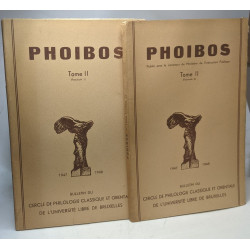 PHOIBOS
Tome II
1947
1948
BULLETIN DU
CERCLE DE PHILOLOGIE CLASSIQUE ET ORIENTALE
DE L'UNIVERSITE LIBRE DE BRUXELLES
PHOIBOS
Tome II
1947
1948
BULLETIN DU
CERCLE DE PHILOLOGIE CLASSIQUE ET ORIENTALE
DE L'UNIVERSITE LIBRE DE BRUXELLES